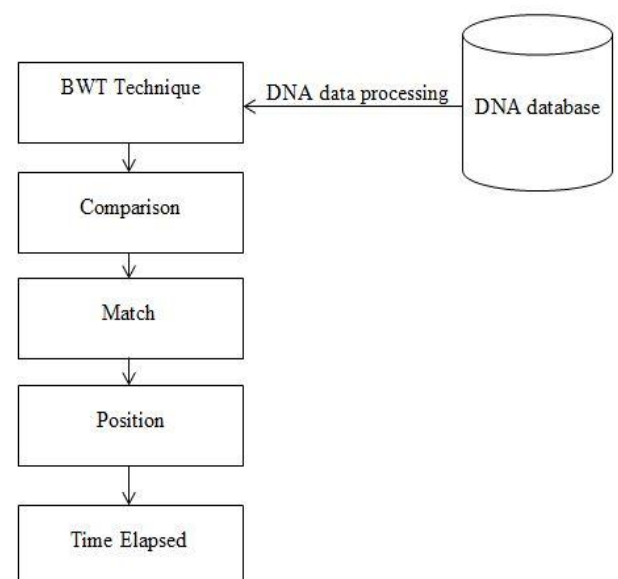 BWT Technique
DNA data processing
DNA database
Comparison
Match
Position
Time Elapsed